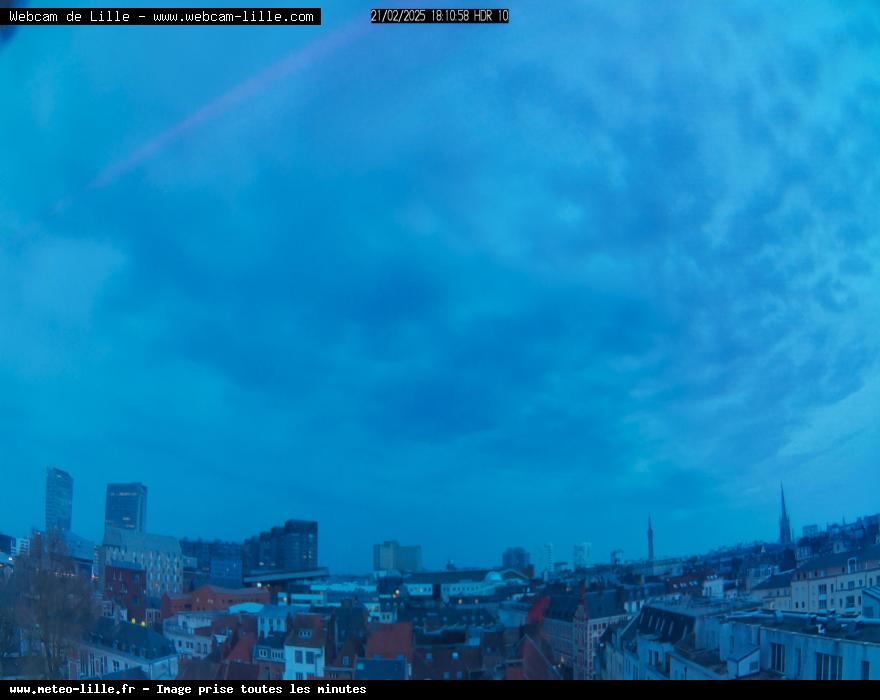 Webcam de Lille - www.webcam-lille.com
21/02/2025 18:10:58 HDR 10
www.meteo-lille.fr - Image prise toutes les minutes